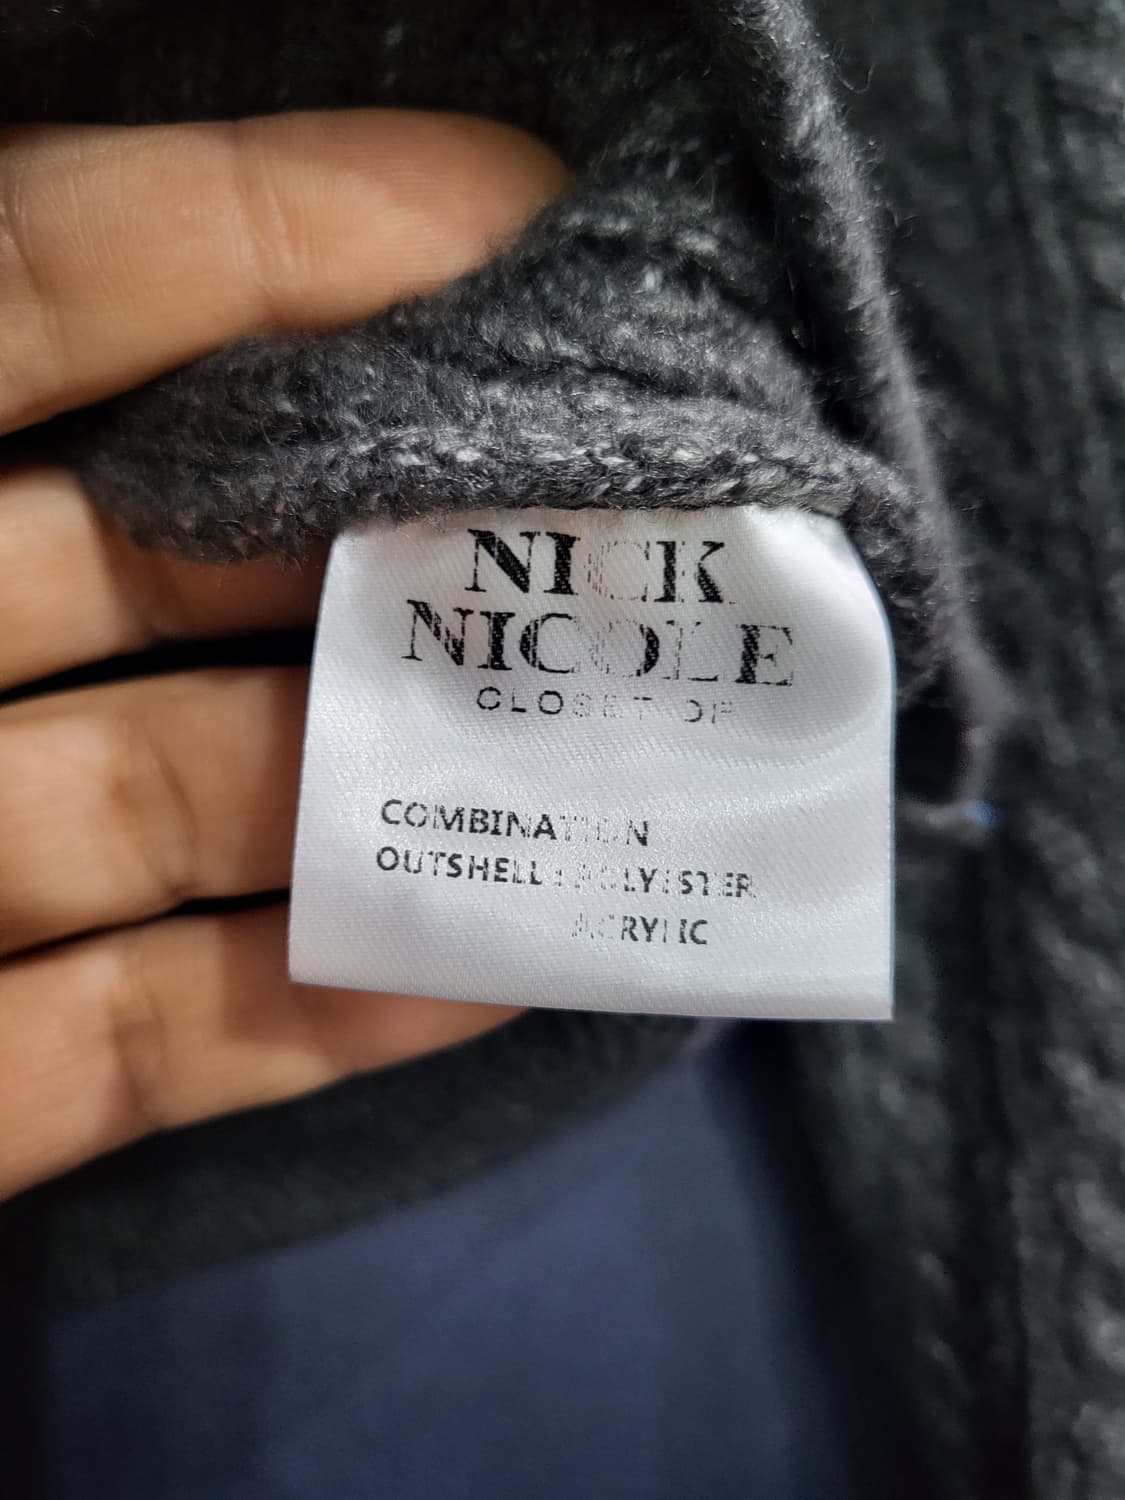 NICK
NICOLE
CLOSET OF
COMBINATION
OUTSHELL : POLYESTER
ACRYLIC